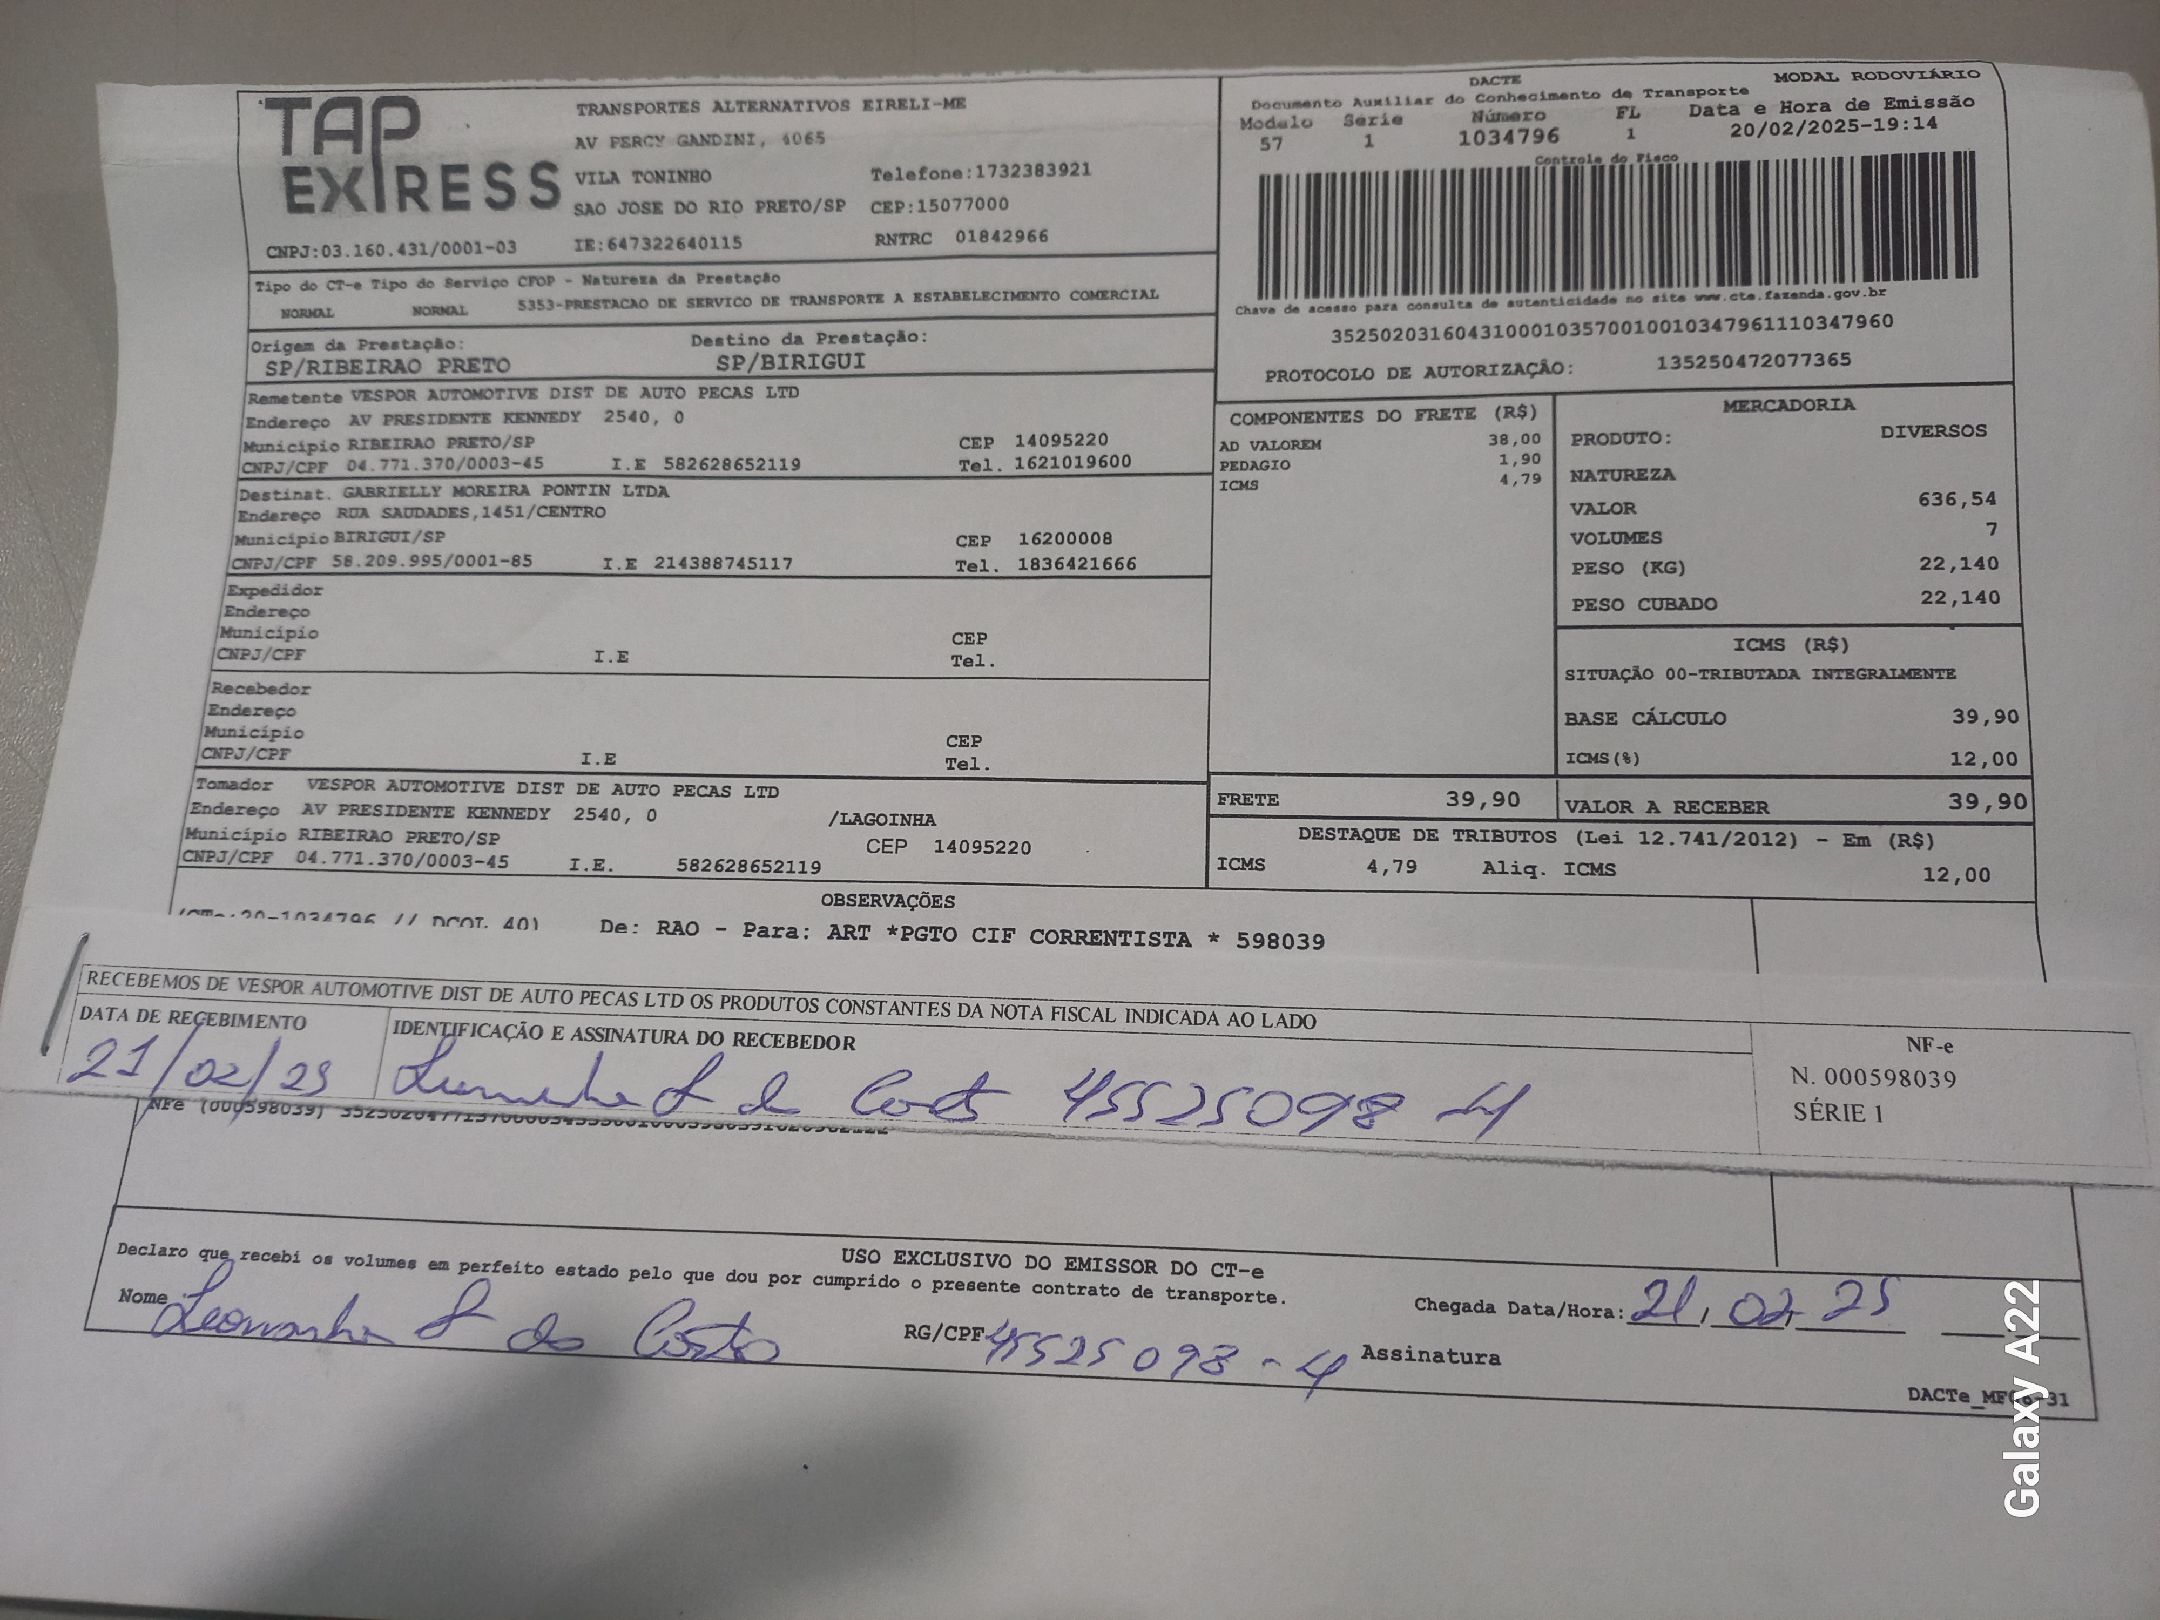 TAP EXPRESS
TRANSPORTES ALTERNATIVOS EIRELI-ME
AV PERCY GANDINI, 4065
VILA TONINHO Telefone:1732383921
SAO JOSE DO RIO PRETO/SP CEP:15077000
CNPJ:03.160.431/0001-03 IE:647322640115 RNTRC 01842966
DACTE MODAL RODOVIÁRIO
Documento Auxiliar do Conhecimento de Transporte
Modelo Serie Número FL Data e Hora de Emissão
57 1 1034796 1 20/02/2025-19:14
Controle do Fisco
Chave de acesso para consulta de autenticidade no site www.cte.fazenda.gov.br
35250203160431000103570010010347961110347960
PROTOCOLO DE AUTORIZAÇÃO: 135250472077365
Tipo do CT-e Tipo do Serviço CFOP - Natureza da Prestação
NORMAL NORMAL 5353-PRESTACAO DE SERVICO DE TRANSPORTE A ESTABELECIMENTO COMERCIAL
Origem da Prestação: Destino da Prestação:
SP/RIBEIRAO PRETO SP/BIRIGUI
Remetente VESPOR AUTOMOTIVE DIST DE AUTO PECAS LTD
Endereço AV PRESIDENTE KENNEDY 2540, 0
Município RIBEIRAO PRETO/SP CEP 14095220
CNPJ/CPF 04.771.370/0003-45 I.E 582628652119 Tel. 1621019600
Destinat. GABRIELLY MOREIRA PONTIN LTDA
Endereço RUA SAUDADES,1451/CENTRO
Município BIRIGUI/SP CEP 16200008
CNPJ/CPF 58.209.995/0001-85 I.E 214388745117 Tel. 1836421666
Expedidor
Endereço
Município CEP
CNPJ/CPF I.E Tel.
Recebedor
Endereço
Município CEP
CNPJ/CPF I.E Tel.
Tomador VESPOR AUTOMOTIVE DIST DE AUTO PECAS LTD
Endereço AV PRESIDENTE KENNEDY 2540, 0 /LAGOINHA
Município RIBEIRAO PRETO/SP CEP 14095220
CNPJ/CPF 04.771.370/0003-45 I.E. 582628652119
COMPONENTES DO FRETE (R$)
AD VALOREM 38,00
PEDAGIO 1,90
ICMS 4,79
MERCADORIA
PRODUTO: DIVERSOS
NATUREZA
VALOR 636,54
VOLUMES 7
PESO (KG) 22,140
PESO CUBADO 22,140
ICMS (R$)
SITUAÇÃO 00-TRIBUTADA INTEGRALMENTE
BASE CÁLCULO 39,90
ICMS(%) 12,00
FRETE 39,90 VALOR A RECEBER 39,90
DESTAQUE DE TRIBUTOS (Lei 12.741/2012) - Em (R$)
ICMS 4,79 Aliq. ICMS 12,00
OBSERVAÇÕES
(CTe:20-1034796 // DCOL 40) De: RAO - Para: ART *PGTO CIF CORRENTISTA * 598039
RECEBEMOS DE VESPOR AUTOMOTIVE DIST DE AUTO PECAS LTD OS PRODUTOS CONSTANTES DA NOTA FISCAL INDICADA AO LADO
DATA DE RECEBIMENTO IDENTIFICAÇÃO E ASSINATURA DO RECEBEDOR
21/02/25 45525098-4
NF-e
N. 000598039
SÉRIE 1
NFe (000598039)
USO EXCLUSIVO DO EMISSOR DO CT-e
Declaro que recebi os volumes em perfeito estado pelo que dou por cumprido o presente contrato de transporte.
Nome da Costa RG/CPF 45525098-4 Assinatura
Chegada Data/Hora: 21,02,25
DACTe
Galaxy A22